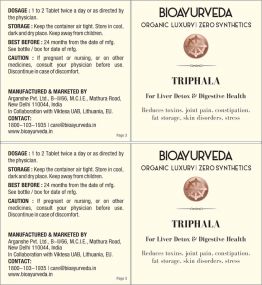 DOSAGE : 1 to 2 Tablet twice a day or as directed by the physician.
STORAGE : Keep the container air tight. Store in cool, dark and dry place. Keep away from children.
BEST BEFORE : 24 months from the date of mfg. See bottle / box for date of mfg.
CAUTION : If pregnant or nursing, or on other medicines, consult your physician before use. Discontinue in case of discomfort.
MANUFACTURED & MARKETED BY
Arganshe Pvt. Ltd., B-II/66, M.C.I.E., Mathura Road,
New Delhi 110044, India
In Collaboration with Viktesa UAB, Lithuania, EU.
CONTACT:
1800-103-1935 | care@bioayurveda.in
www.bioayurveda.in
Page 3
BIOAYURVEDA
ORGANIC LUXURY | ZERO SYNTHETICS
TRIPHALA
For Liver Detox & Digestive Health
Reduces toxins, joint pain, constipation,
fat storage, skin disorders, stress
DOSAGE : 1 to 2 Tablet twice a day or as directed by the physician.
STORAGE : Keep the container air tight. Store in cool, dark and dry place. Keep away from children.
BEST BEFORE : 24 months from the date of mfg. See bottle / box for date of mfg.
CAUTION : If pregnant or nursing, or on other medicines, consult your physician before use. Discontinue in case of discomfort.
MANUFACTURED & MARKETED BY
Arganshe Pvt. Ltd., B-II/66, M.C.I.E., Mathura Road,
New Delhi 110044, India
In Collaboration with Viktesa UAB, Lithuania, EU.
CONTACT:
1800-103-1935 | care@bioayurveda.in
www.bioayurveda.in
Page 3
BIOAYURVEDA
ORGANIC LUXURY | ZERO SYNTHETICS
TRIPHALA
For Liver Detox & Digestive Health
Reduces toxins, joint pain, constipation,
fat storage, skin disorders, stress